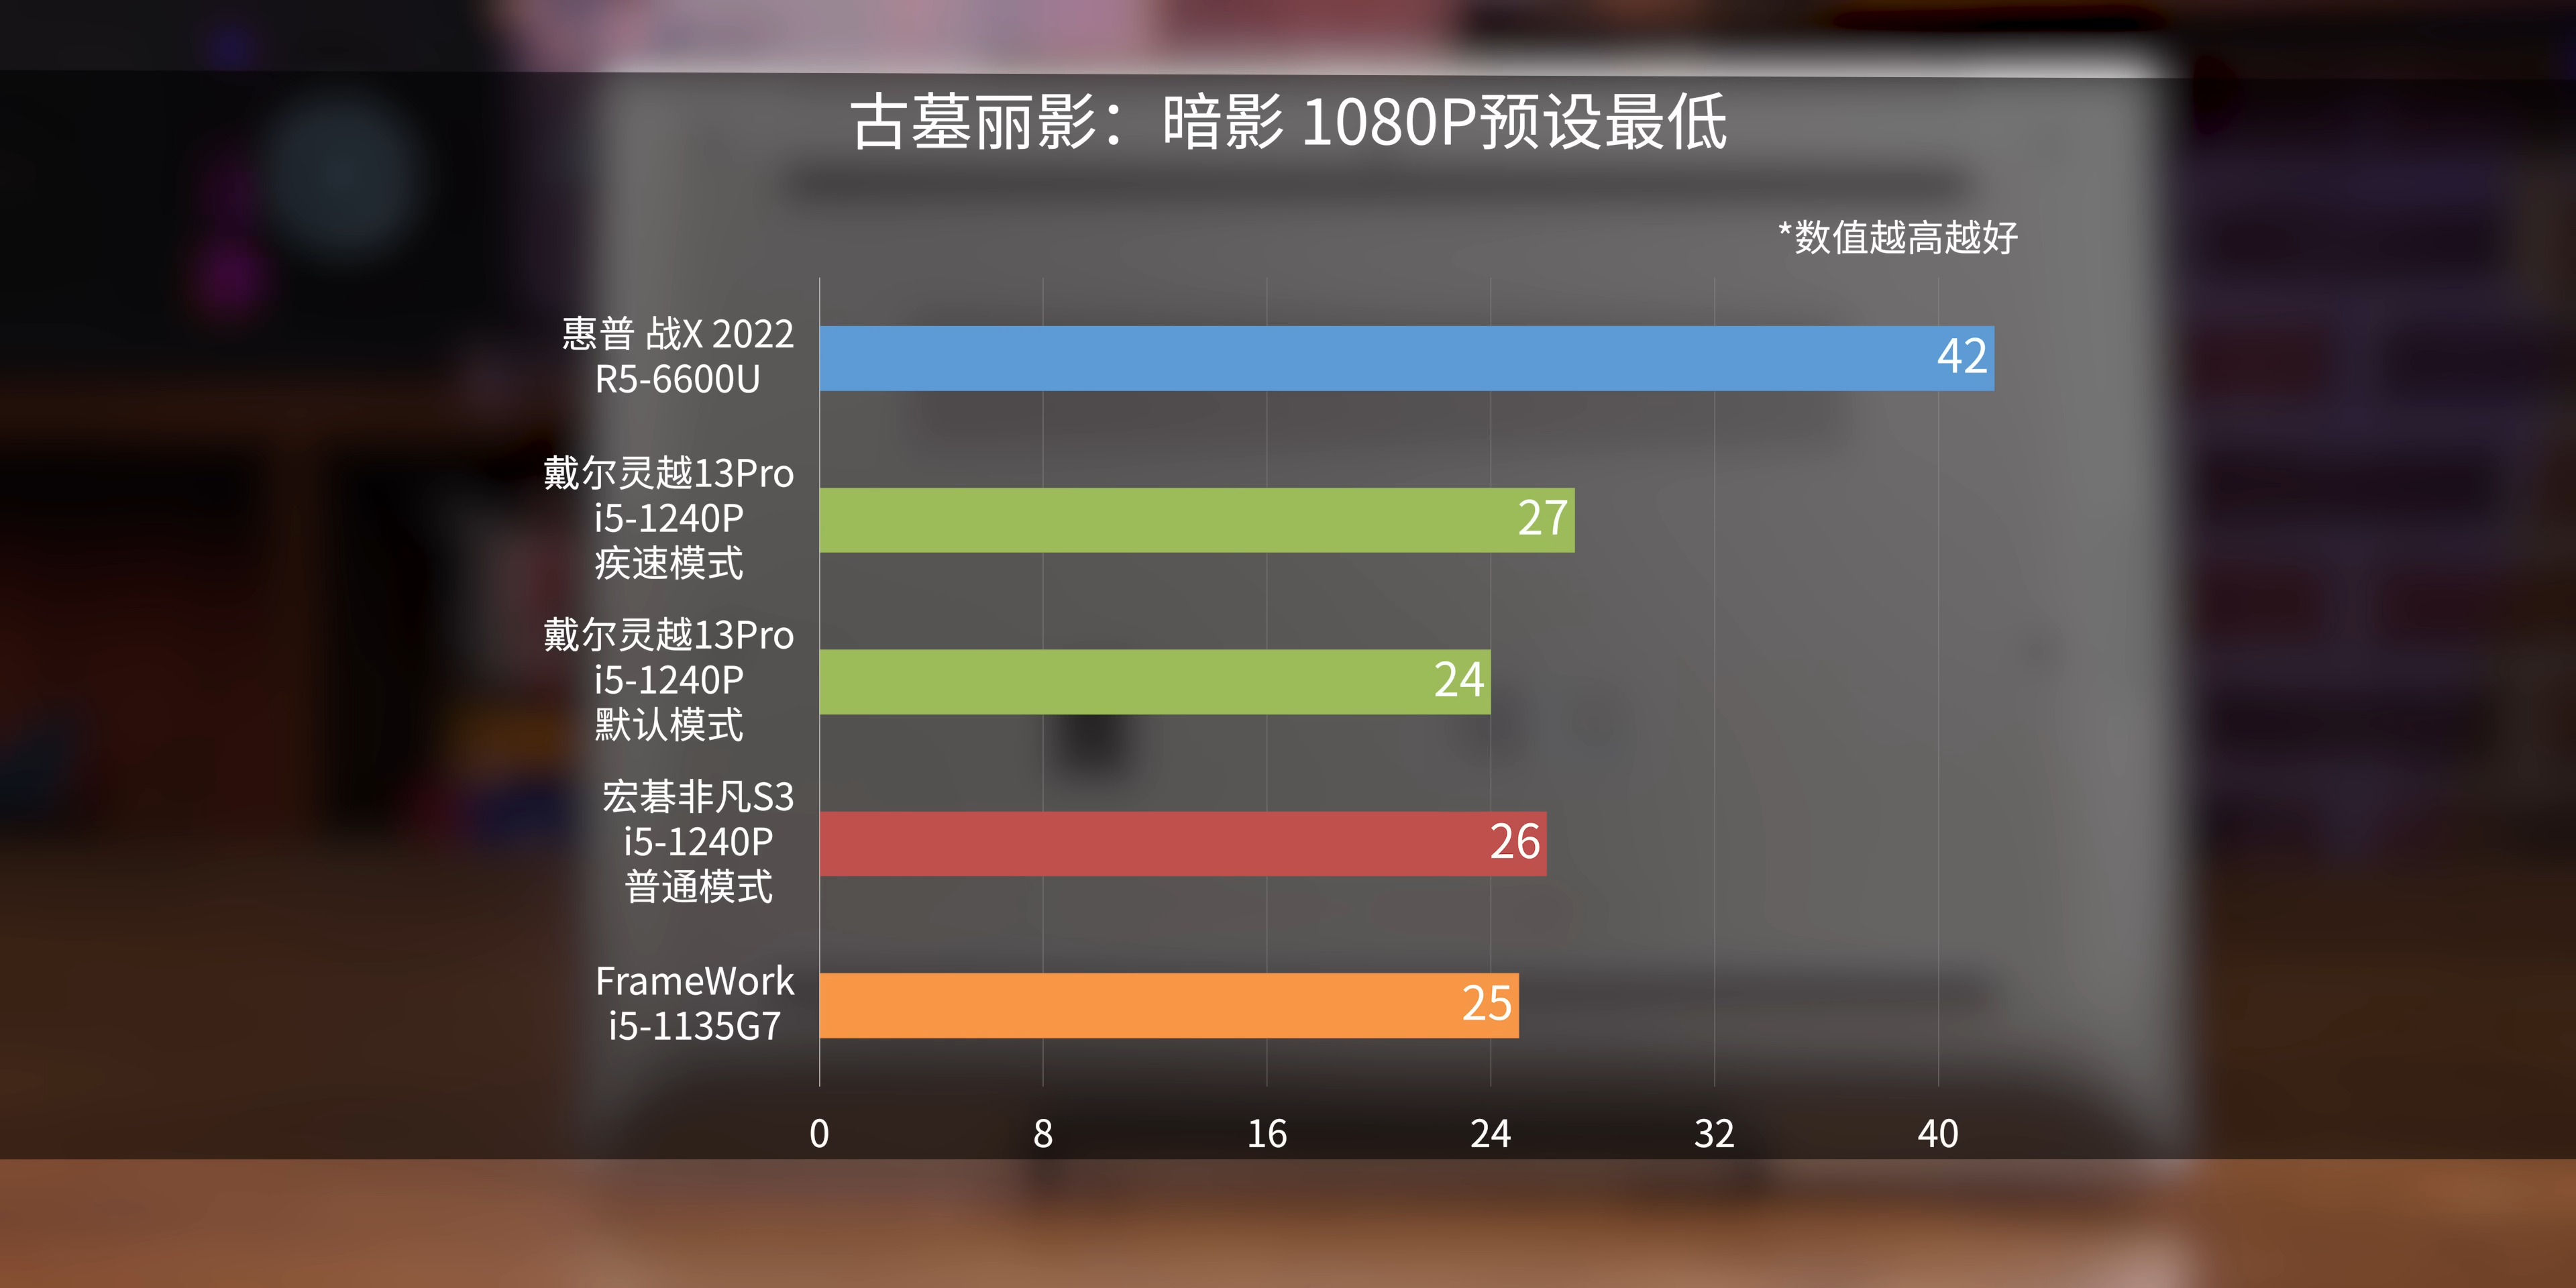 古墓丽影：暗影 1080P预设最低
*数值越高越好
惠普 战X 2022
R5-6600U
42
戴尔灵越13Pro
i5-1240P
疾速模式
27
戴尔灵越13Pro
i5-1240P
默认模式
24
宏碁非凡S3
i5-1240P
普通模式
26
FrameWork
i5-1135G7
25
0 8 16 24 32 40